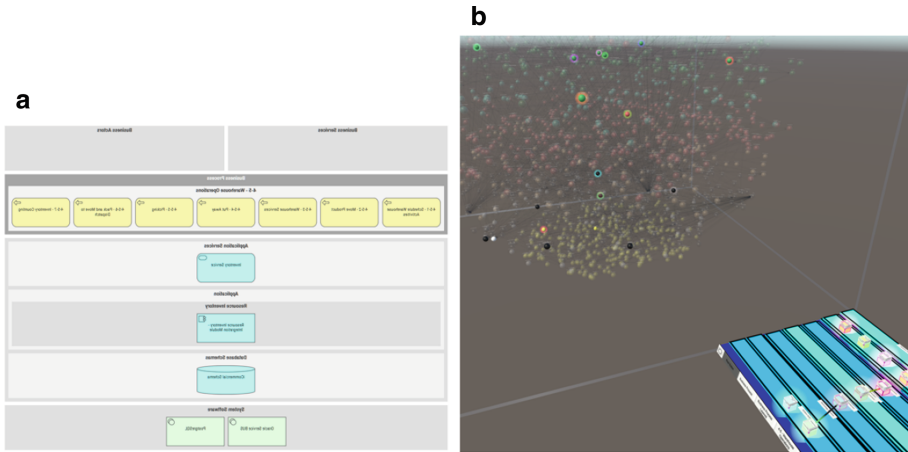 a
b
Business Services
Business Actors
Business Process
4-5 - Warehouse Operations
4-5-1 - Schedule Warehouse
Activities
4-5-2 - Move Product
4-5-3 - Warehouse Services
4-5-4 - Put Away
4-5-5 - Picking
4-5-6 - Pack and Move to
Dispatch
4-5-7 - Inventory Counting
Application Services
Inventory Service
Application
Resource Inventory
Resource Inventory -
Integration Module
Database Schemas
Commercial Schema
System Software
Oracle Service BUS
PostgreSQL